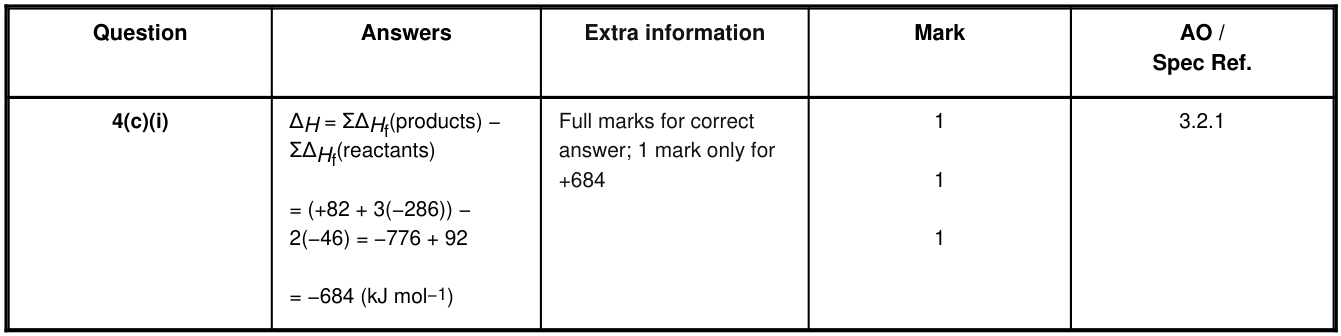 Question Answers Extra information Mark AO /
Spec Ref.
4(c)(i) ΔH = ΣΔHf(products) – Full marks for correct 1 3.2.1
ΣΔHf(reactants) answer; 1 mark only for
+684 1
= (+82 + 3(−286)) –
2(−46) = −776 + 92 1
= −684 (kJ mol−1)